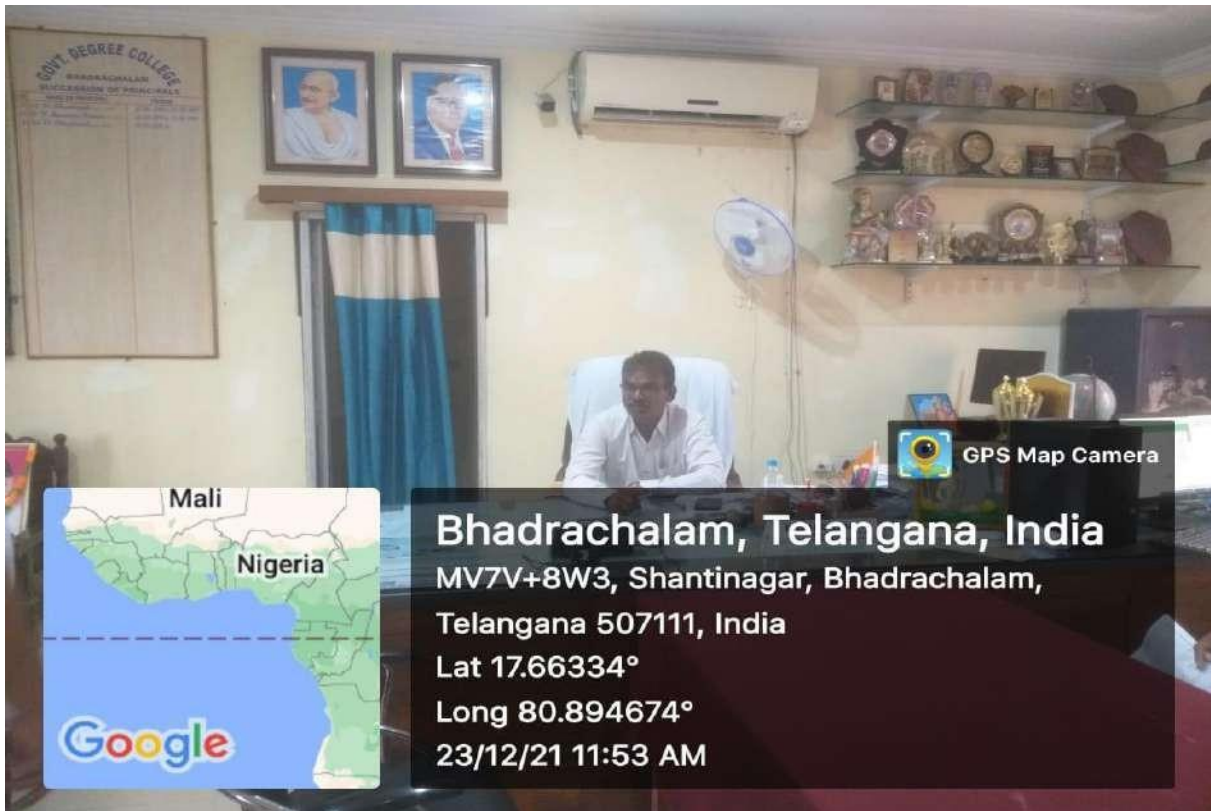 GOVT. DEGREE COLLEGE
BHADRACHALAM
SUCCESSION OF PRINCIPALS
GPS Map Camera
Mali
Nigeria
Google
Bhadrachalam, Telangana, India
MV7V+8W3, Shantinagar, Bhadrachalam,
Telangana 507111, India
Lat 17.66334°
Long 80.894674°
23/12/21 11:53 AM